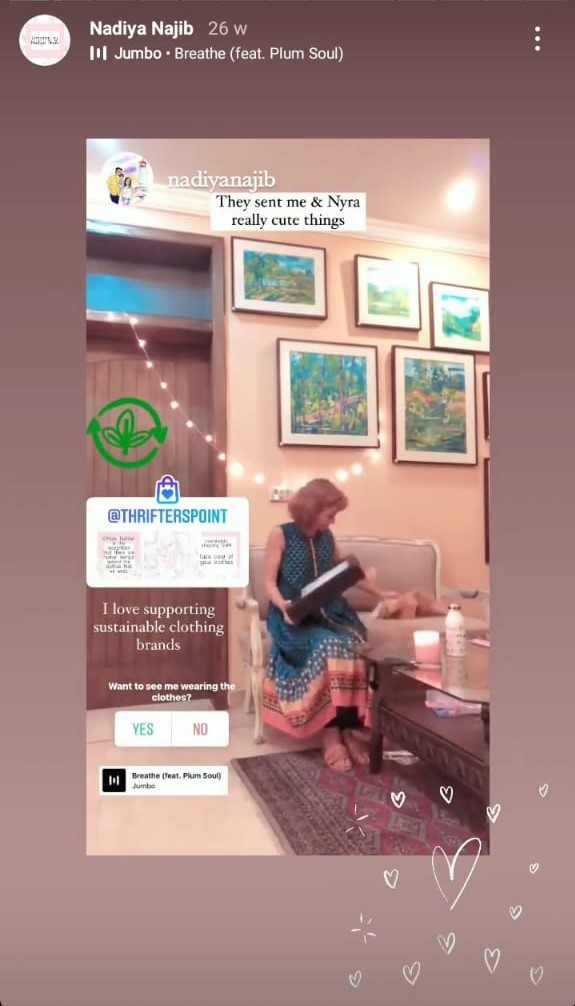 Nadiya Najib 26 w
Jumbo • Breathe (feat. Plum Soul)
nadiyanajib
They sent me & Nyra
really cute things
@THRIFTERSPOINT
take care of
your clothes
I love supporting
sustainable clothing
brands
Want to see me wearing the
clothes?
YES NO
Breathe (feat. Plum Soul)
Jumbo